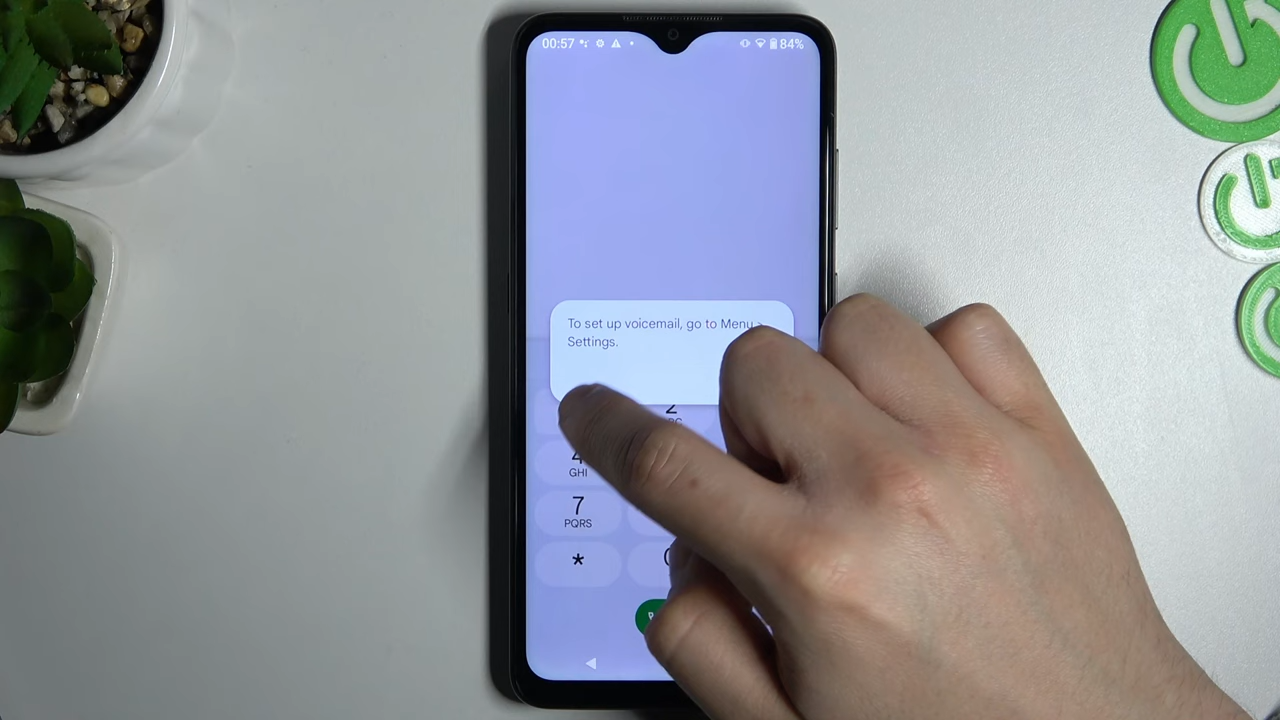 00:57
84%
To set up voicemail, go to Menu >
Settings.
2
4
GHI
7
PQRS
*